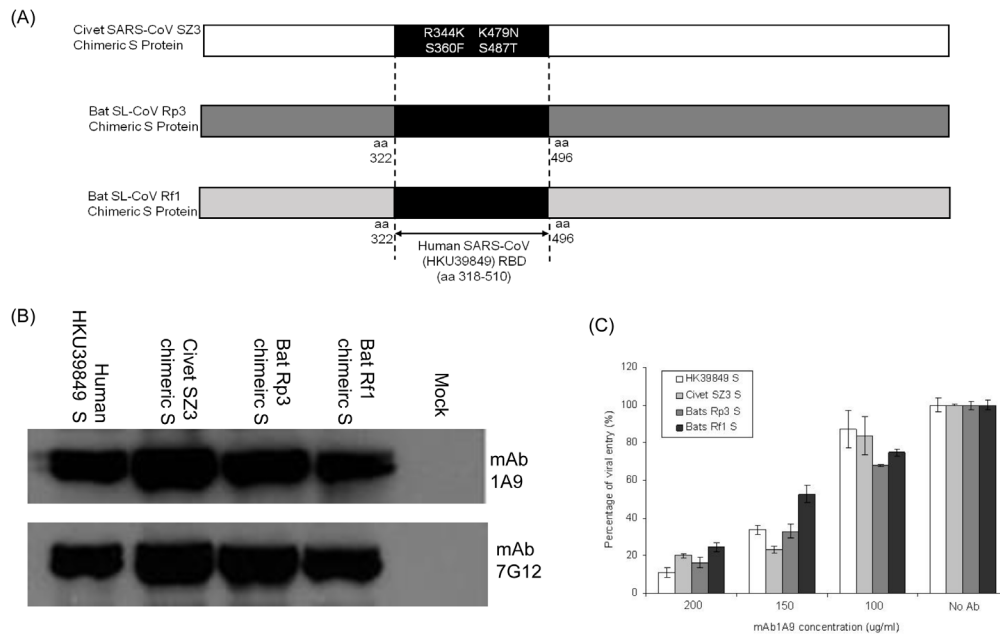 (A)
Civet SARS-CoV SZ3
Chimeric S Protein
R344K K479N
S360F S487T
Bat SL-CoV Rp3
Chimeric S Protein
aa
322
aa
496
Bat SL-CoV Rf1
Chimeric S Protein
aa
322
aa
496
Human SARS-CoV
(HKU39849) RBD
(aa 318-510)
(B)
Human
HKU39849 S
Civet SZ3
chimeric S
Bat Rp3
chimeirc S
Bat Rf1
chimeirc S
Mock
mAb
1A9
mAb
7G12
(C)
Percentage of viral entry (%)
120
100
80
60
40
20
0
HK39849 S
Civet SZ3 S
Bats Rp3 S
Bats Rf1 S
200
150
100
No Ab
mAb1A9 concentration (ug/ml)